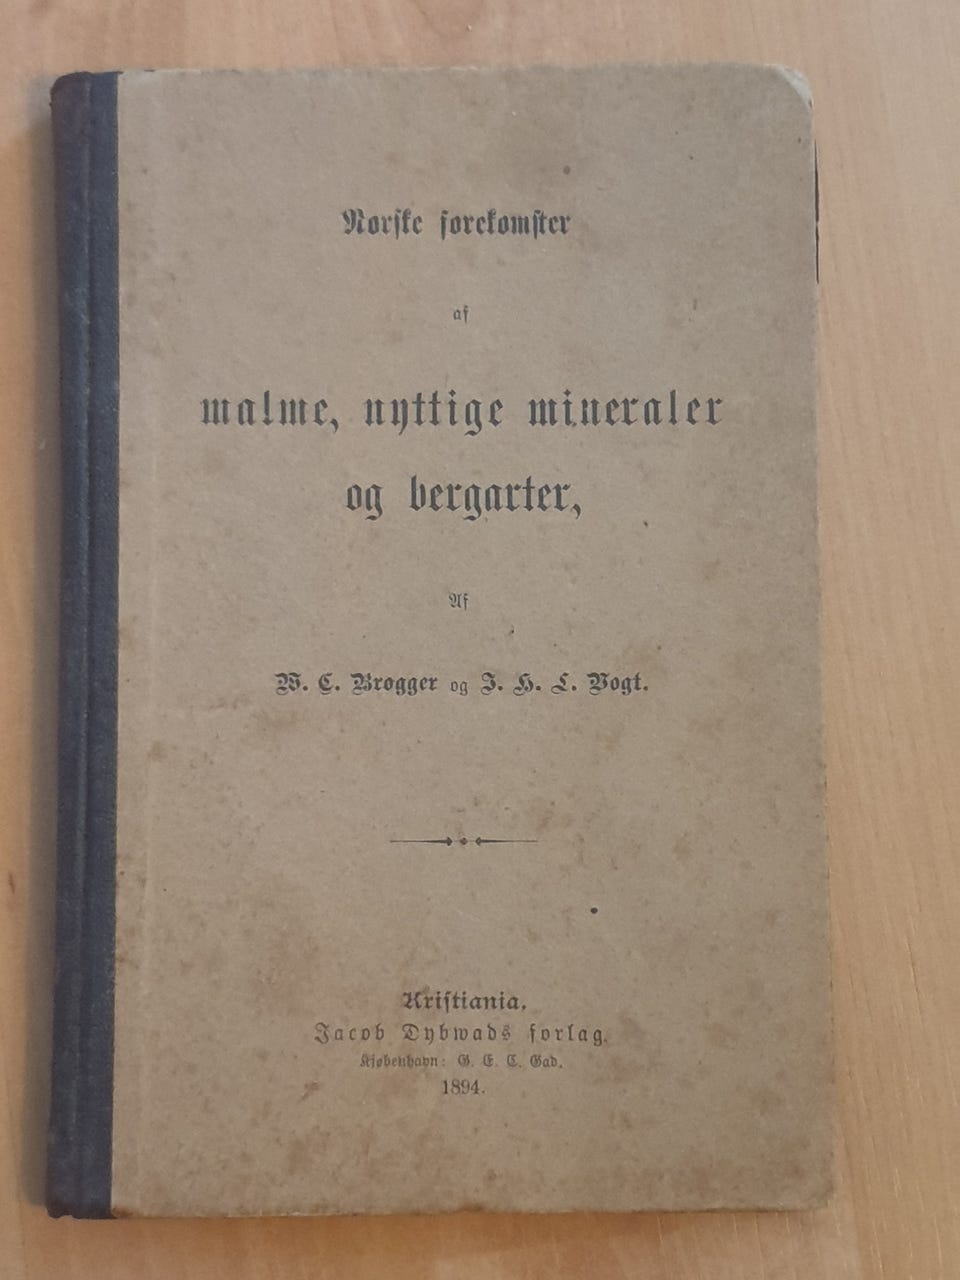 Norske forekomster
af
malme, nyttige mineraler
og bergarter,
Af
W. C. Brøgger og J. H. L. Vogt.
Kristiania.
Jacob Dybwads forlag.
Kjøbenhavn: G. E. C. Gad.
1894.